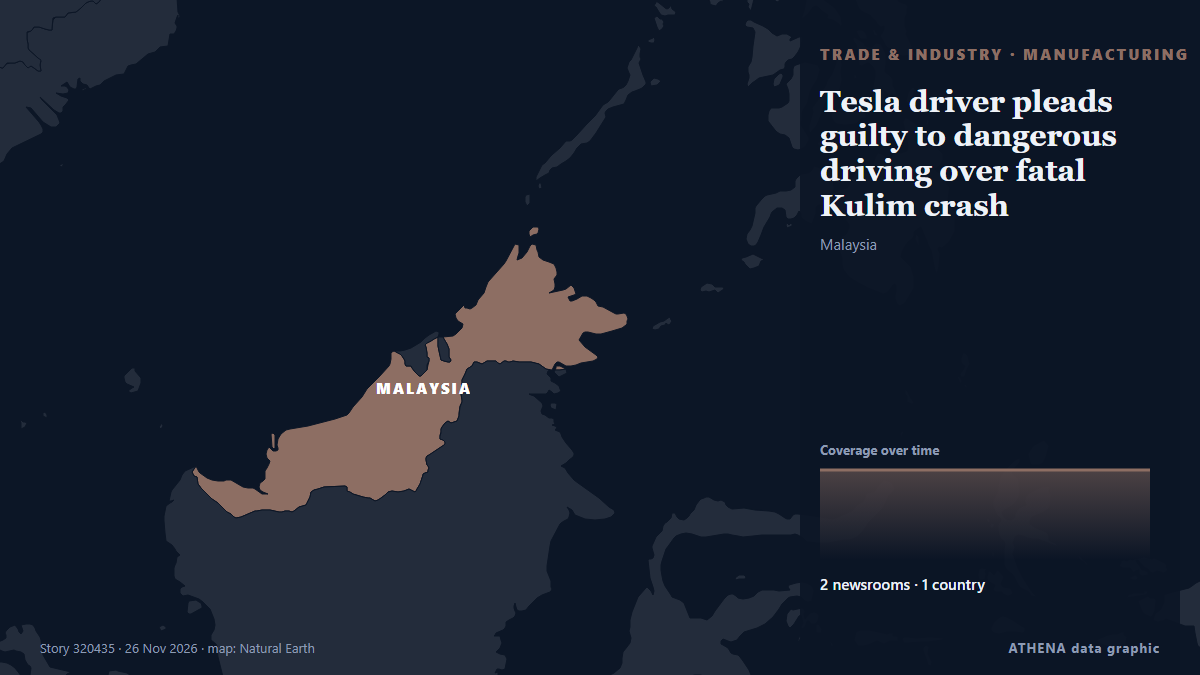 TRADE & INDUSTRY · MANUFACTURING
Tesla driver pleads
guilty to dangerous
driving over fatal
Kulim crash
Malaysia
MALAYSIA
Coverage over time
2 newsrooms · 1 country
Story 320435 · 26 Nov 2026 · map: Natural Earth
ATHENA data graphic